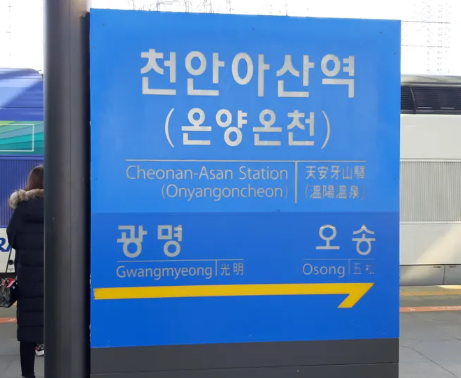 천안아산역
(온양온천)
Cheonan-Asan Station 天安牙山驛
(Onyangoncheon) (溫陽溫泉)
광명 오송
Gwangmyeong 光明 Osong 五松